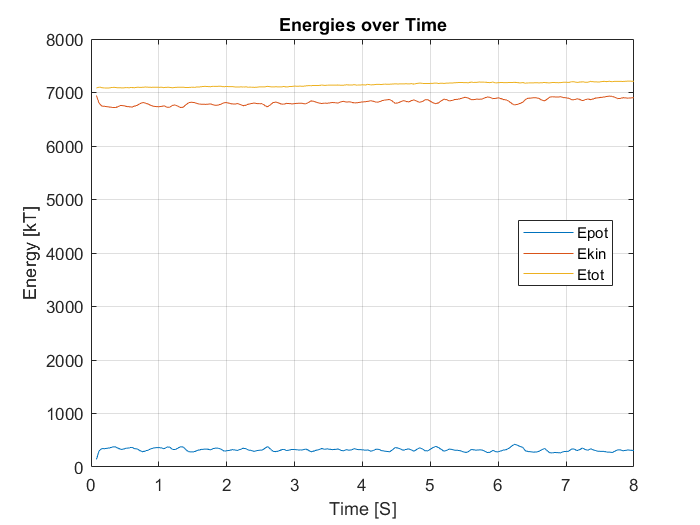 Energies over Time
Energy [kT]
8000
7000
6000
5000
4000
3000
2000
1000
0
Epot
Ekin
Etot
0 1 2 3 4 5 6 7 8
Time [S]